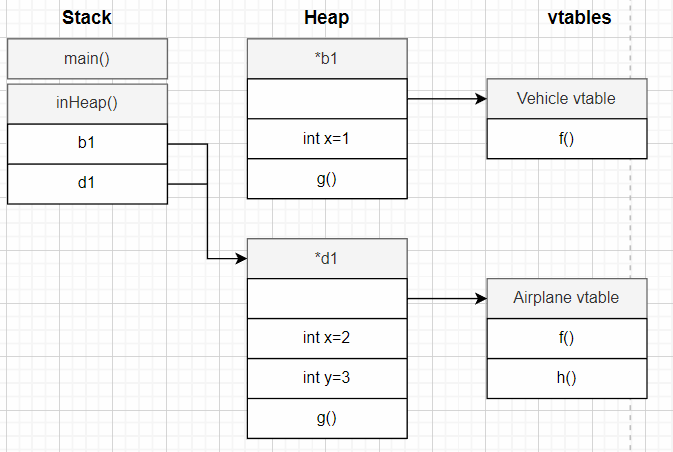 Stack
Heap
vtables
main()
inHeap()
b1
d1
*b1
int x=1
g()
Vehicle vtable
f()
*d1
int x=2
int y=3
g()
Airplane vtable
f()
h()